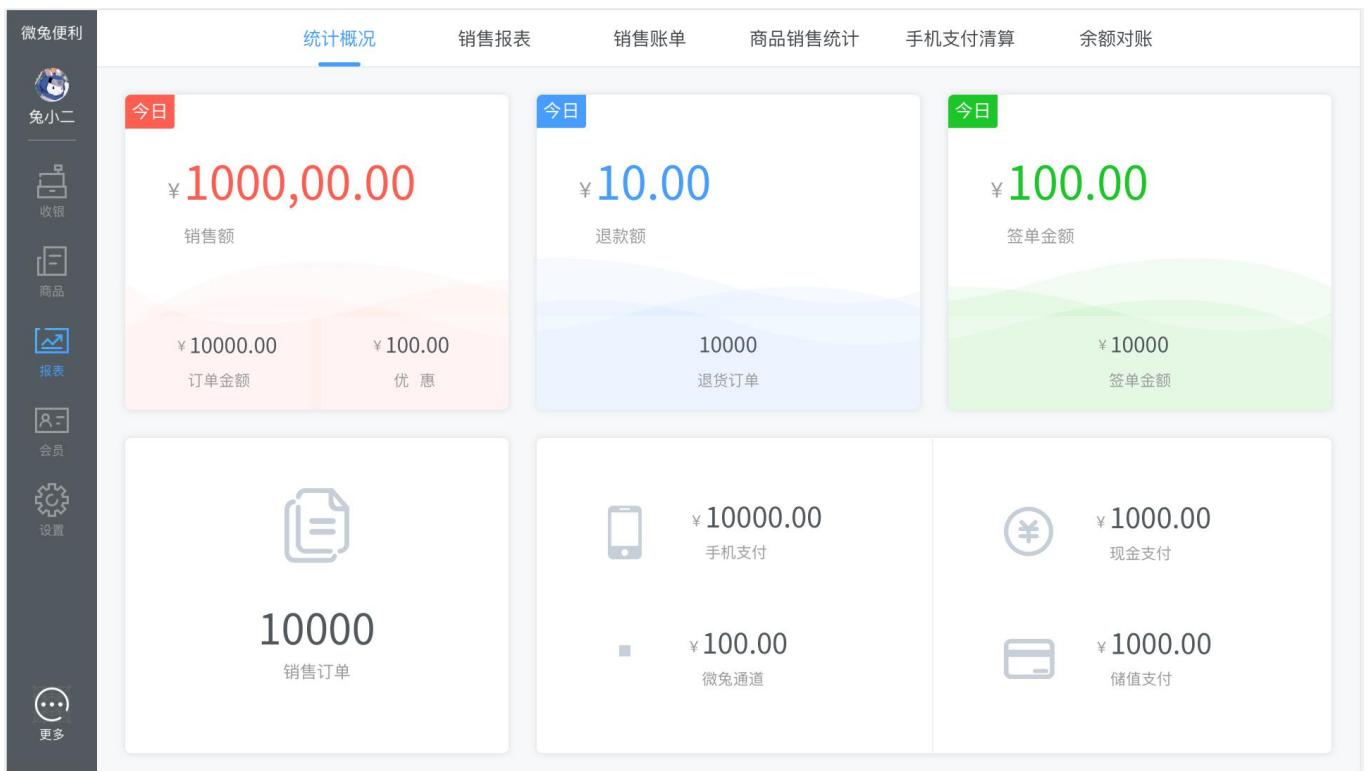 微兔便利
兔小二
收银
商品
报表
会员
设置
更多
统计概况 销售报表 销售账单 商品销售统计 手机支付清算 余额对账
今日
¥1000,00.00
销售额
¥10000.00 ¥100.00
订单金额 优 惠
今日
¥10.00
退款额
10000
退货订单
今日
¥100.00
签单金额
¥10000
签单金额
10000
销售订单
¥10000.00
手机支付
¥100.00
微兔通道
¥1000.00
现金支付
¥1000.00
储值支付